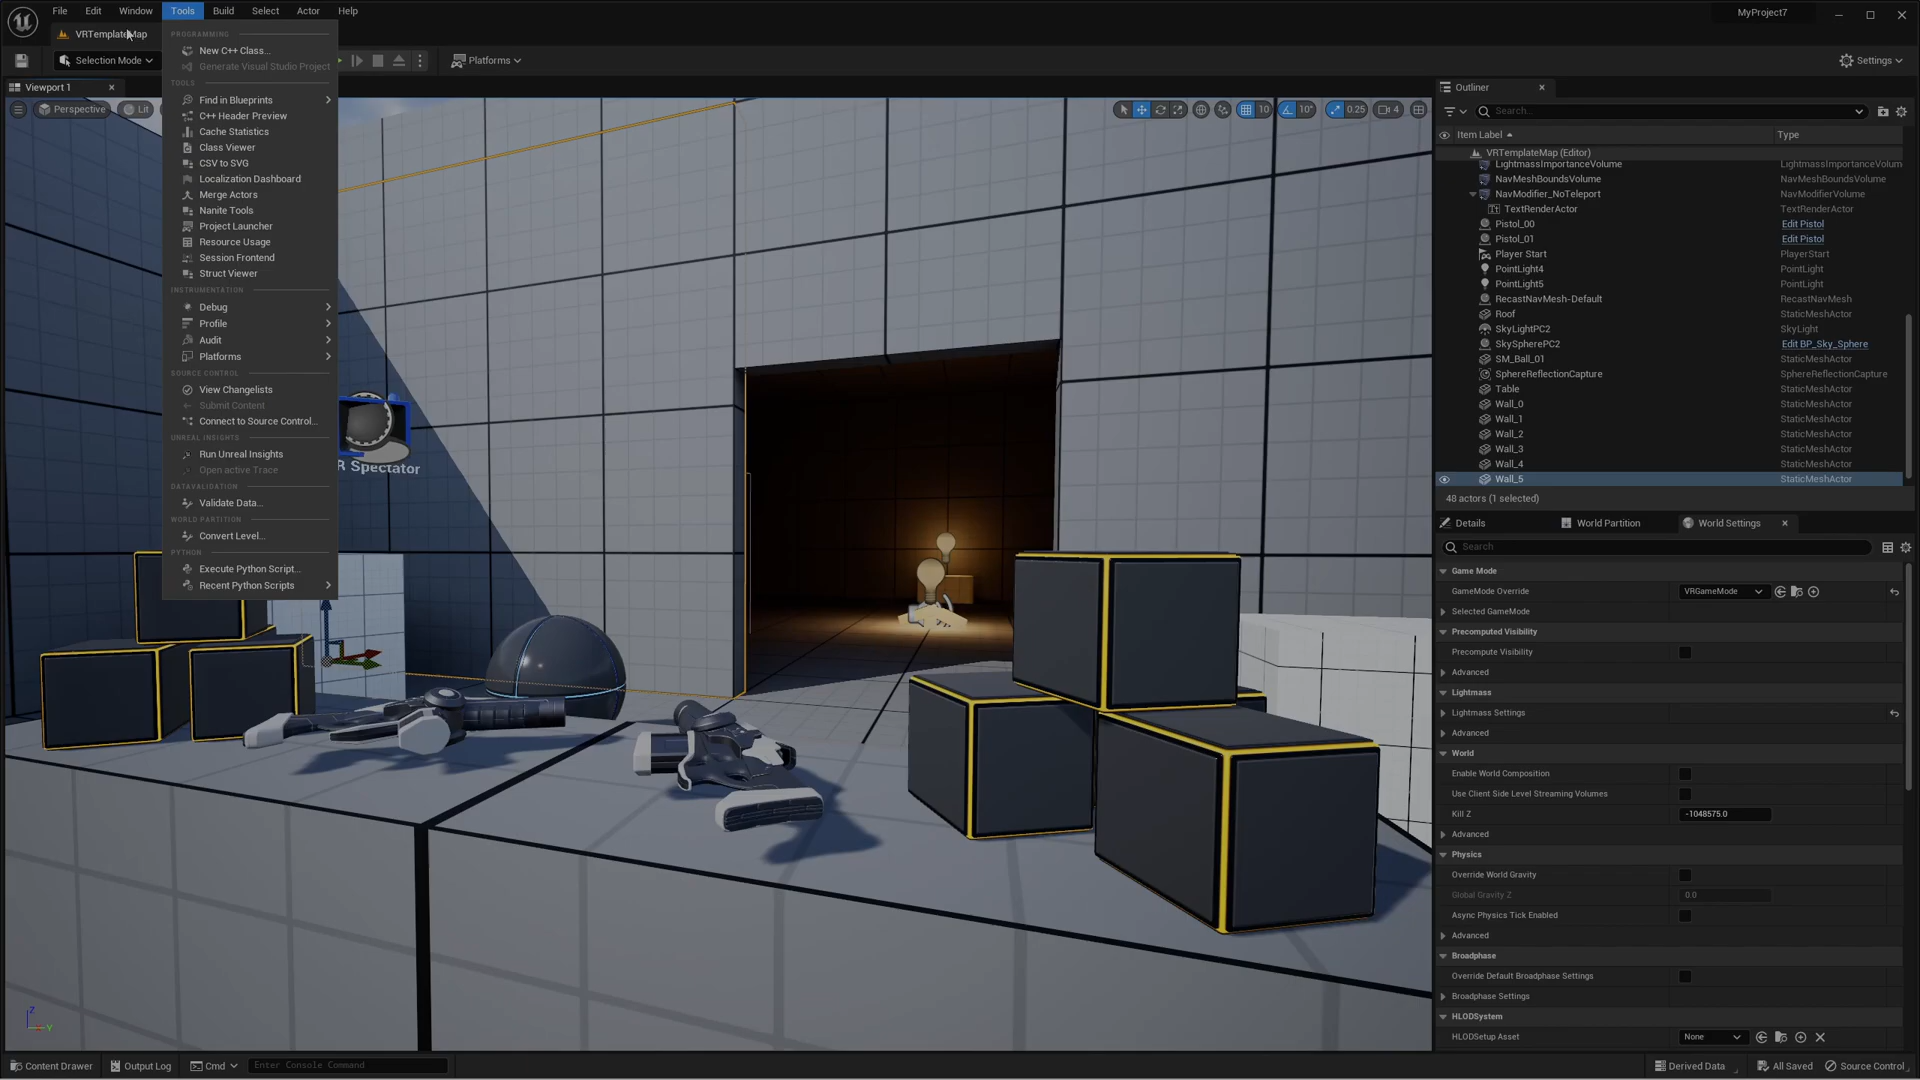 File Edit Window Tools Build Select Actor Help
MyProject7
VRTemplateMap
Selection Mode
Platforms
Settings
Viewport 1
Perspective
Lit
10
10°
0.25
4
PROGRAMMING
New C++ Class...
Generate Visual Studio Project
TOOLS
Find in Blueprints
C++ Header Preview
Cache Statistics
Class Viewer
CSV to SVG
Localization Dashboard
Merge Actors
Nanite Tools
Project Launcher
Resource Usage
Session Frontend
Struct Viewer
INSTRUMENTATION
Debug
Profile
Audit
Platforms
SOURCE CONTROL
View Changelists
Submit Content
Connect to Source Control...
UNREAL INSIGHTS
Run Unreal Insights
Open active Trace
DATAVALIDATION
Validate Data...
WORLD PARTITION
Convert Level...
PYTHON
Execute Python Script...
Recent Python Scripts
R Spectator
Outliner
Search...
Item Label Type
VRTemplateMap (Editor)
LightmassImportanceVolume LightmassImportanceVolum
NavMeshBoundsVolume NavMeshBoundsVolume
NavModifier_NoTeleport NavModifierVolume
TextRenderActor TextRenderActor
Pistol_00 Edit Pistol
Pistol_01 Edit Pistol
Player Start PlayerStart
PointLight4 PointLight
PointLight5 PointLight
RecastNavMesh-Default RecastNavMesh
Roof StaticMeshActor
SkyLightPC2 SkyLight
SkySpherePC2 Edit BP_Sky_Sphere
SM_Ball_01 StaticMeshActor
SphereReflectionCapture SphereReflectionCapture
Table StaticMeshActor
Wall_0 StaticMeshActor
Wall_1 StaticMeshActor
Wall_2 StaticMeshActor
Wall_3 StaticMeshActor
Wall_4 StaticMeshActor
Wall_5 StaticMeshActor
48 actors (1 selected)
Details World Partition World Settings
Search
Game Mode
GameMode Override VRGameMode
Selected GameMode
Precomputed Visibility
Precompute Visibility
Advanced
Lightmass
Lightmass Settings
Advanced
World
Enable World Composition
Use Client Side Level Streaming Volumes
Kill Z -1048575.0
Advanced
Physics
Override World Gravity
Global Gravity Z 0.0
Async Physics Tick Enabled
Advanced
Broadphase
Override Default Broadphase Settings
Broadphase Settings
HLODSystem
HLODSetup Asset None
Z
Y
Content Drawer Output Log Cmd Enter Console Command
Derived Data All Saved Source Control